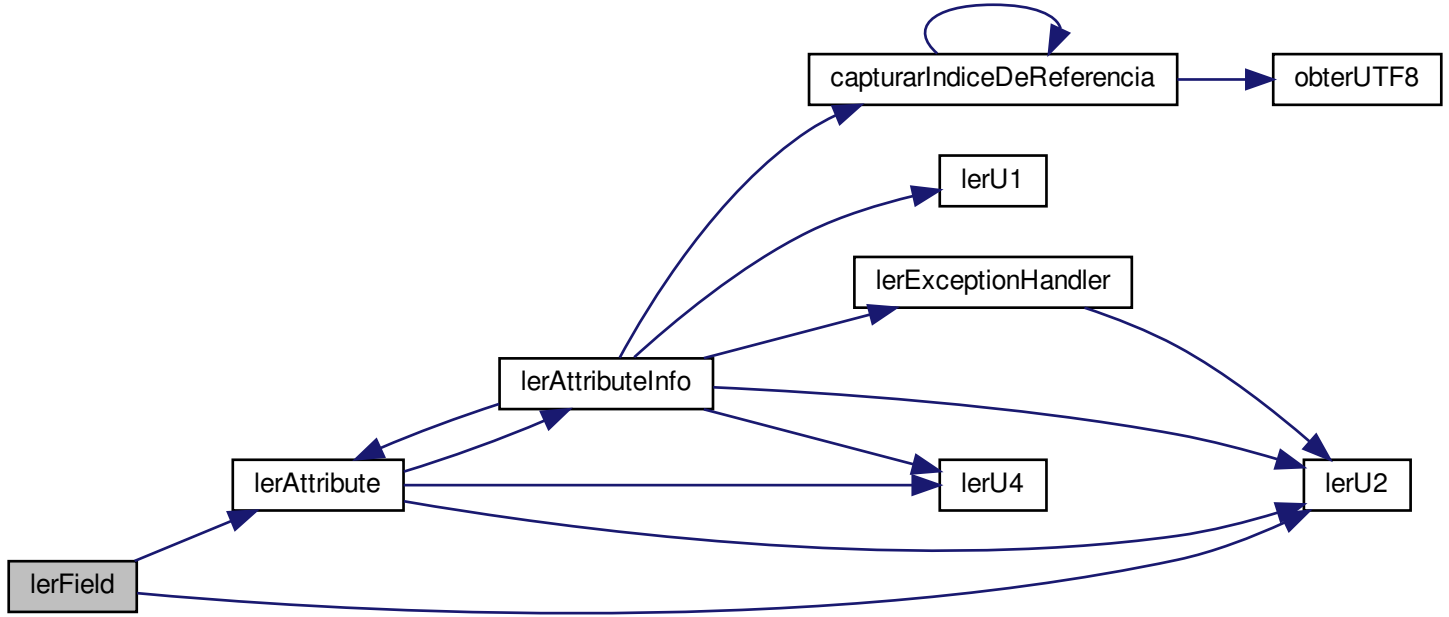 capturarIndiceDeReferencia
obterUTF8
lerU1
lerExceptionHandler
lerAttributeInfo
lerAttribute
lerU4
lerU2
lerField